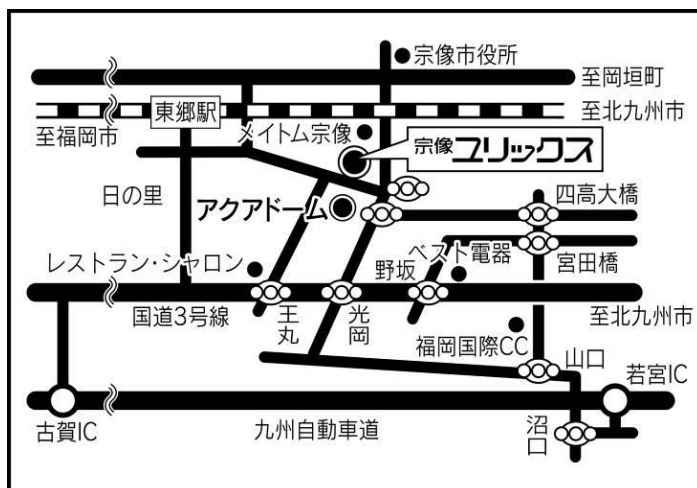 宗像市役所
至岡垣町
東郷駅
至北九州市
至福岡市
メイトム宗像
宗像ユリックス
日の里
アクアドーム
四高大橋
ベスト電器
宮田橋
レストラン・シャロン
野坂
国道3号線
王丸
光岡
至北九州市
福岡国際CC
山口
若宮IC
古賀IC
九州自動車道
沼口